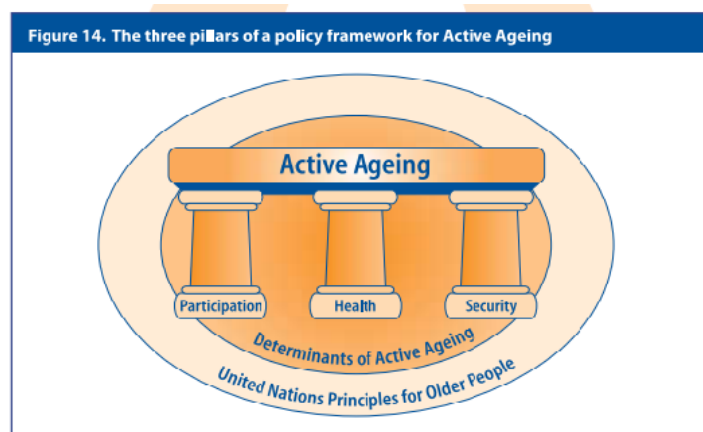 Figure 14. The three pillars of a policy framework for Active Ageing
Active Ageing
Participation
Health
Security
Determinants of Active Ageing
United Nations Principles for Older People